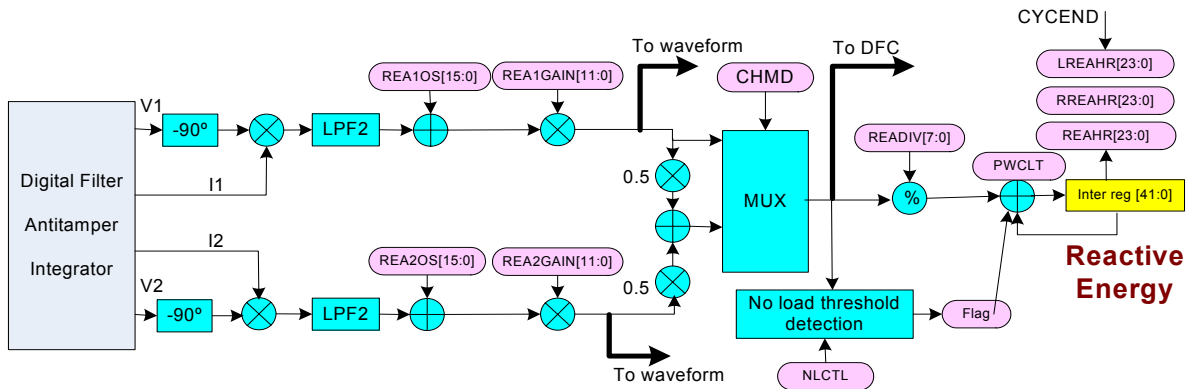 CYCEND
To waveform
To DFC
REA1OS[15:0]
REA1GAIN[11:0]
CHMD
LREAHR[23:0]
RREAHR[23:0]
REAHR[23:0]
V1
-90º
LPF2
READIV[7:0]
PWCLT
I1
0.5
Digital Filter
Antitamper
Integrator
MUX
%
Inter reg [41:0]
I2
REA2OS[15:0]
REA2GAIN[11:0]
0.5
Reactive
Energy
V2
-90º
LPF2
No load threshold
detection
Flag
To waveform
NLCTL